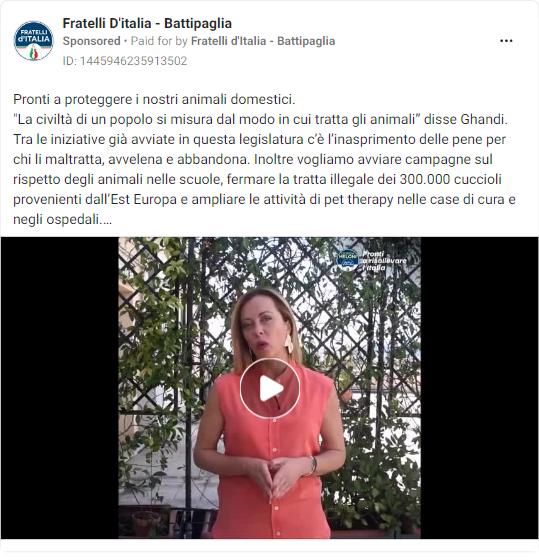 Fratelli D'italia - Battipaglia
Sponsored • Paid for by Fratelli d'Italia - Battipaglia
ID: 1445946235913502
Pronti a proteggere i nostri animali domestici.
"La civiltà di un popolo si misura dal modo in cui tratta gli animali” disse Ghandi.
Tra le iniziative già avviate in questa legislatura c’è l’inasprimento delle pene per
chi li maltratta, avvelena e abbandona. Inoltre vogliamo avviare campagne sul
rispetto degli animali nelle scuole, fermare la tratta illegale dei 300.000 cuccioli
provenienti dall’Est Europa e ampliare le attività di pet therapy nelle case di cura e
negli ospedali.…
FRATELLI
d'ITALIA
MELONI
Pronti
a risollevare
l'Italia